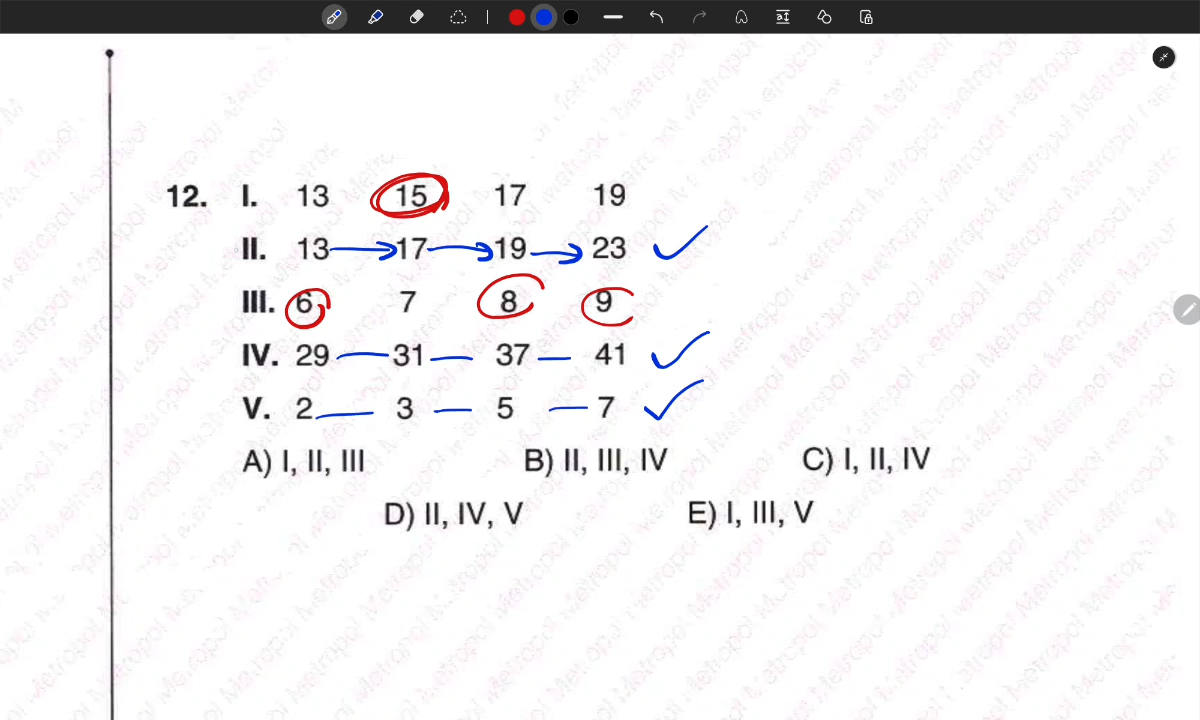 12. I. 13 15 17 19
II. 13 17 19 23
III. 6 7 8 9
IV. 29 31 37 41
V. 2 3 5 7
A) I, II, III B) II, III, IV C) I, II, IV
D) II, IV, V E) I, III, V